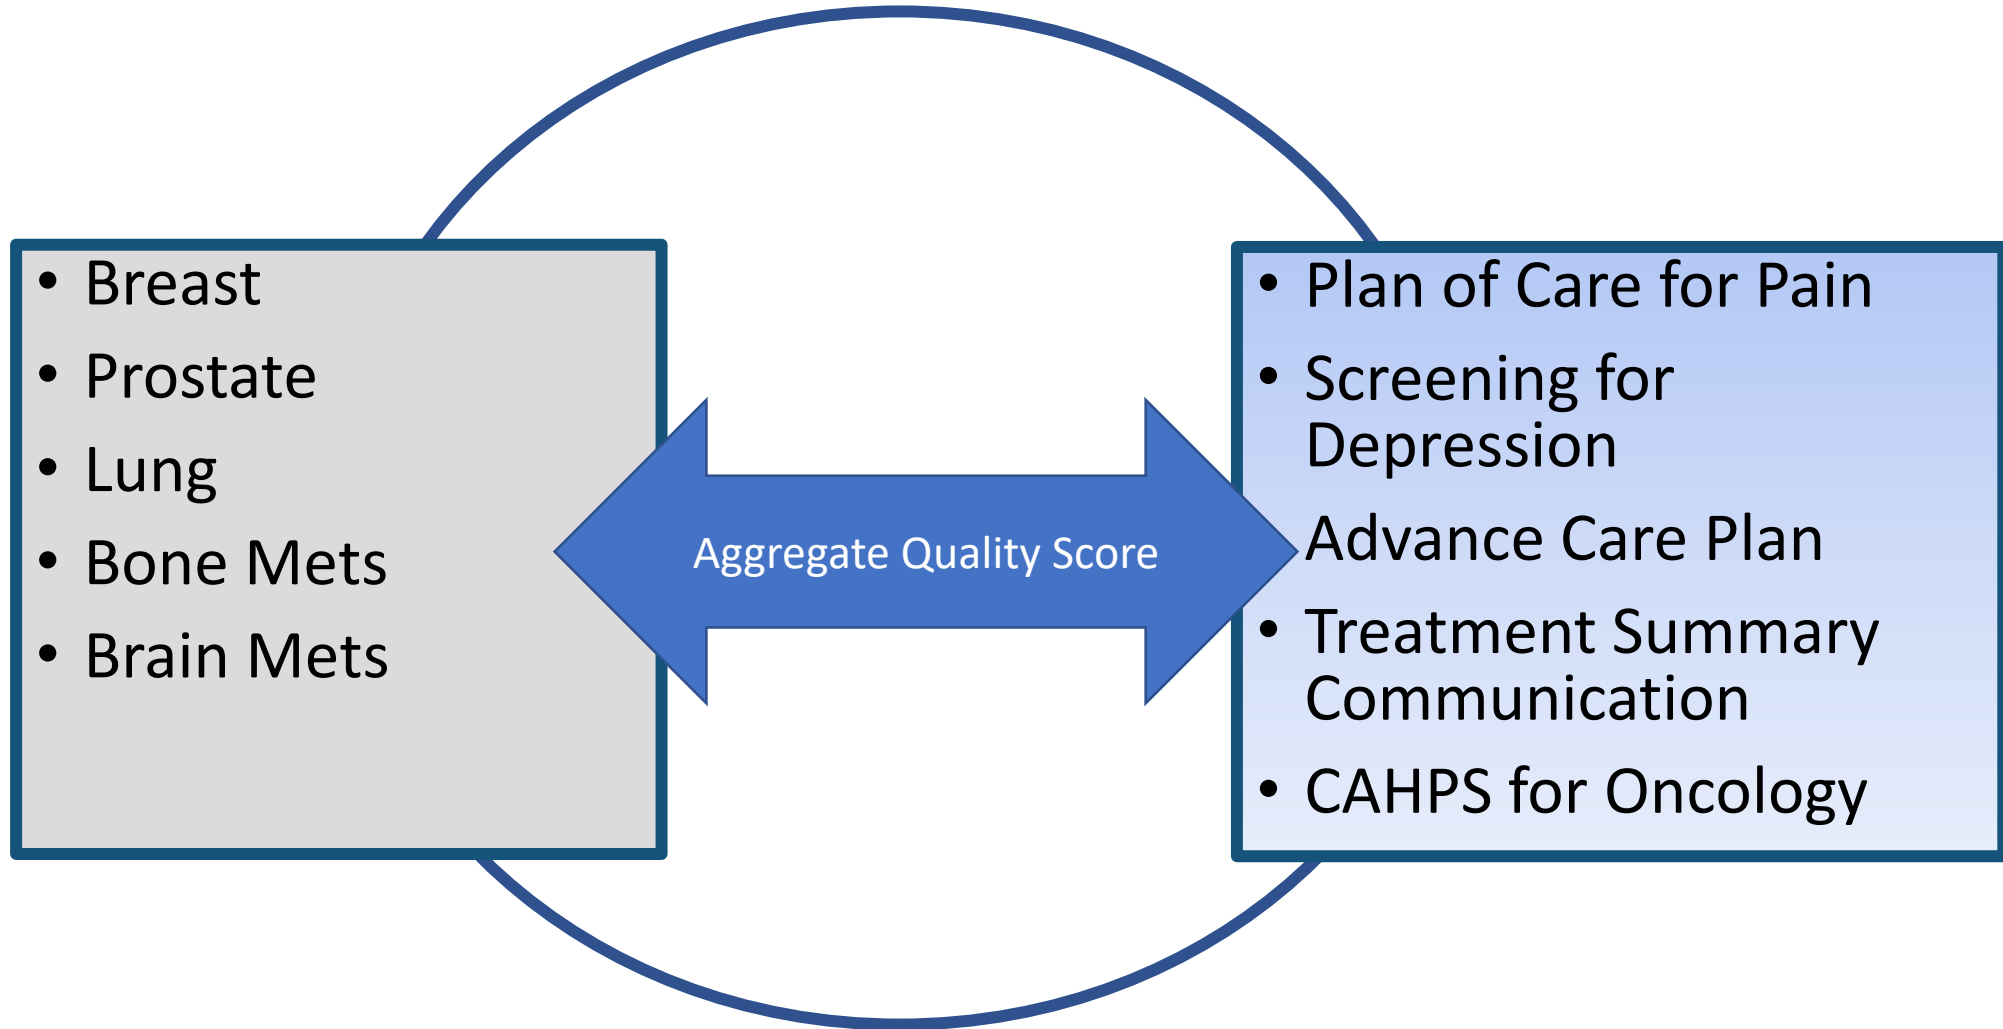 • Breast
• Prostate
• Lung
• Bone Mets
• Brain Mets
Aggregate Quality Score
• Plan of Care for Pain
• Screening for
Depression
Advance Care Plan
• Treatment Summary
Communication
• CAHPS for Oncology